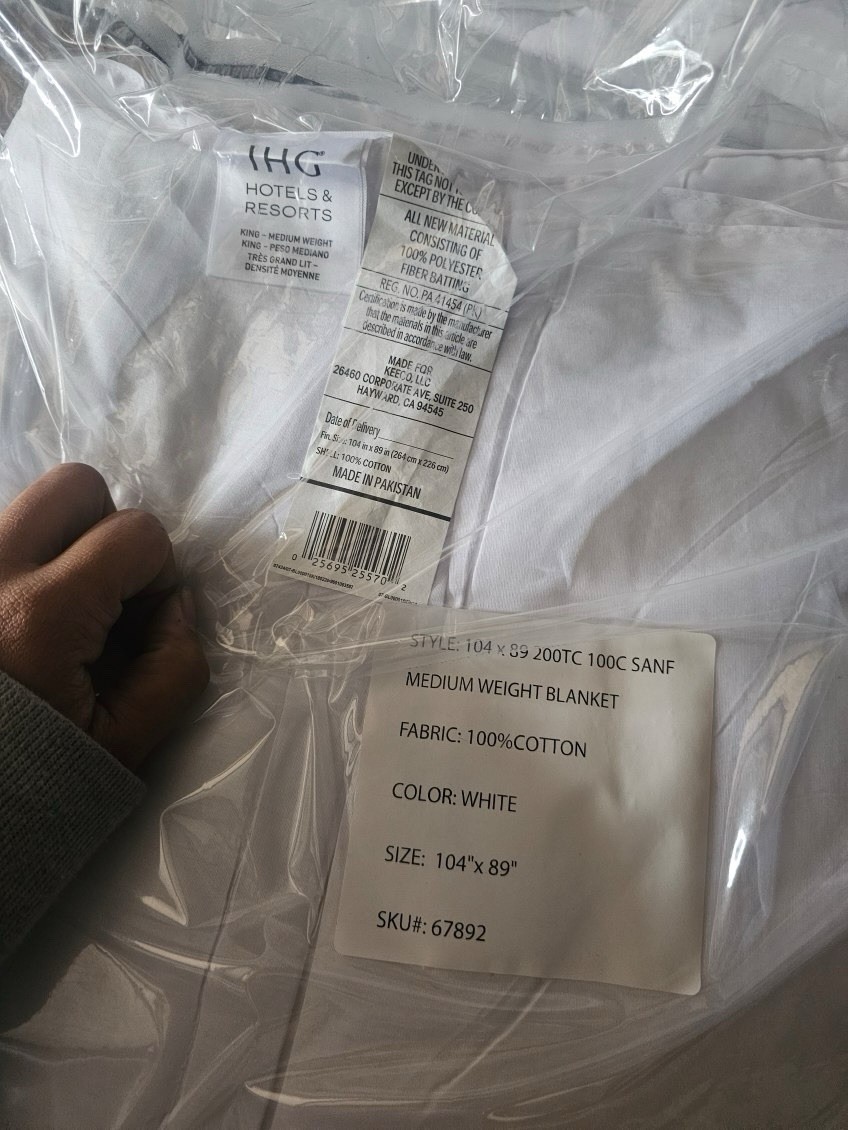 IHG
HOTELS &
RESORTS
KING - MEDIUM WEIGHT
KING - PESO MEDIANO
TRÈS GRAND LIT -
DENSITÉ MOYENNE
UNDER
THIS TAG NOT
EXCEPT BY THE
ALL NEW MATERIAL
CONSISTING OF
100% POLYESTER
FIBER BATTING
REG. NO. PA 41454 (PK)
Certification is made by the manufacturer
that the materials in this article are
described in accordance with law.
MADE FOR
KEECO, LLC
26460 CORPORATE AVE, SUITE 250
HAYWARD, CA 94545
Date of Delivery
Fin. Size: 104 in x 89 in (264 cm x 226 cm)
SHELL: 100% COTTON
MADE IN PAKISTAN
0 25695 25570 2
STYLE: 104 x 89 200TC 100C SANF
MEDIUM WEIGHT BLANKET
FABRIC: 100%COTTON
COLOR: WHITE
SIZE: 104"x 89"
SKU#: 67892